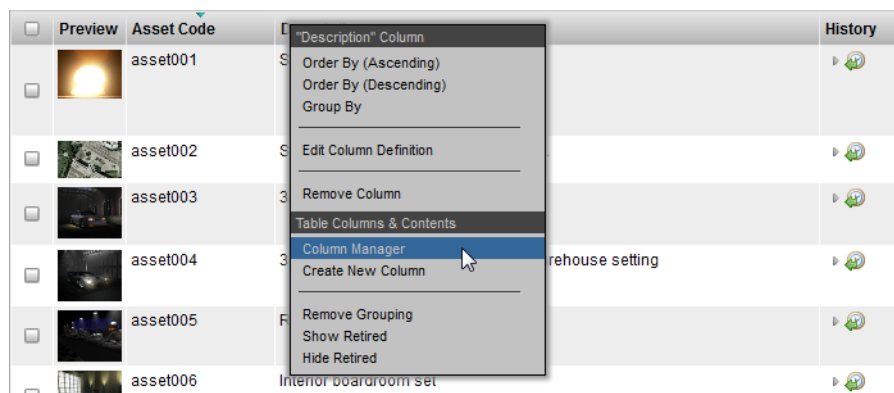 Preview Asset Code History
"Description" Column
asset001
Order By (Ascending)
Order By (Descending)
Group By
asset002
Edit Column Definition
asset003
Remove Column
Table Columns & Contents
asset004
Column Manager
rehouse setting
Create New Column
asset005
Remove Grouping
Show Retired
Hide Retired
asset006
Interior boardroom set